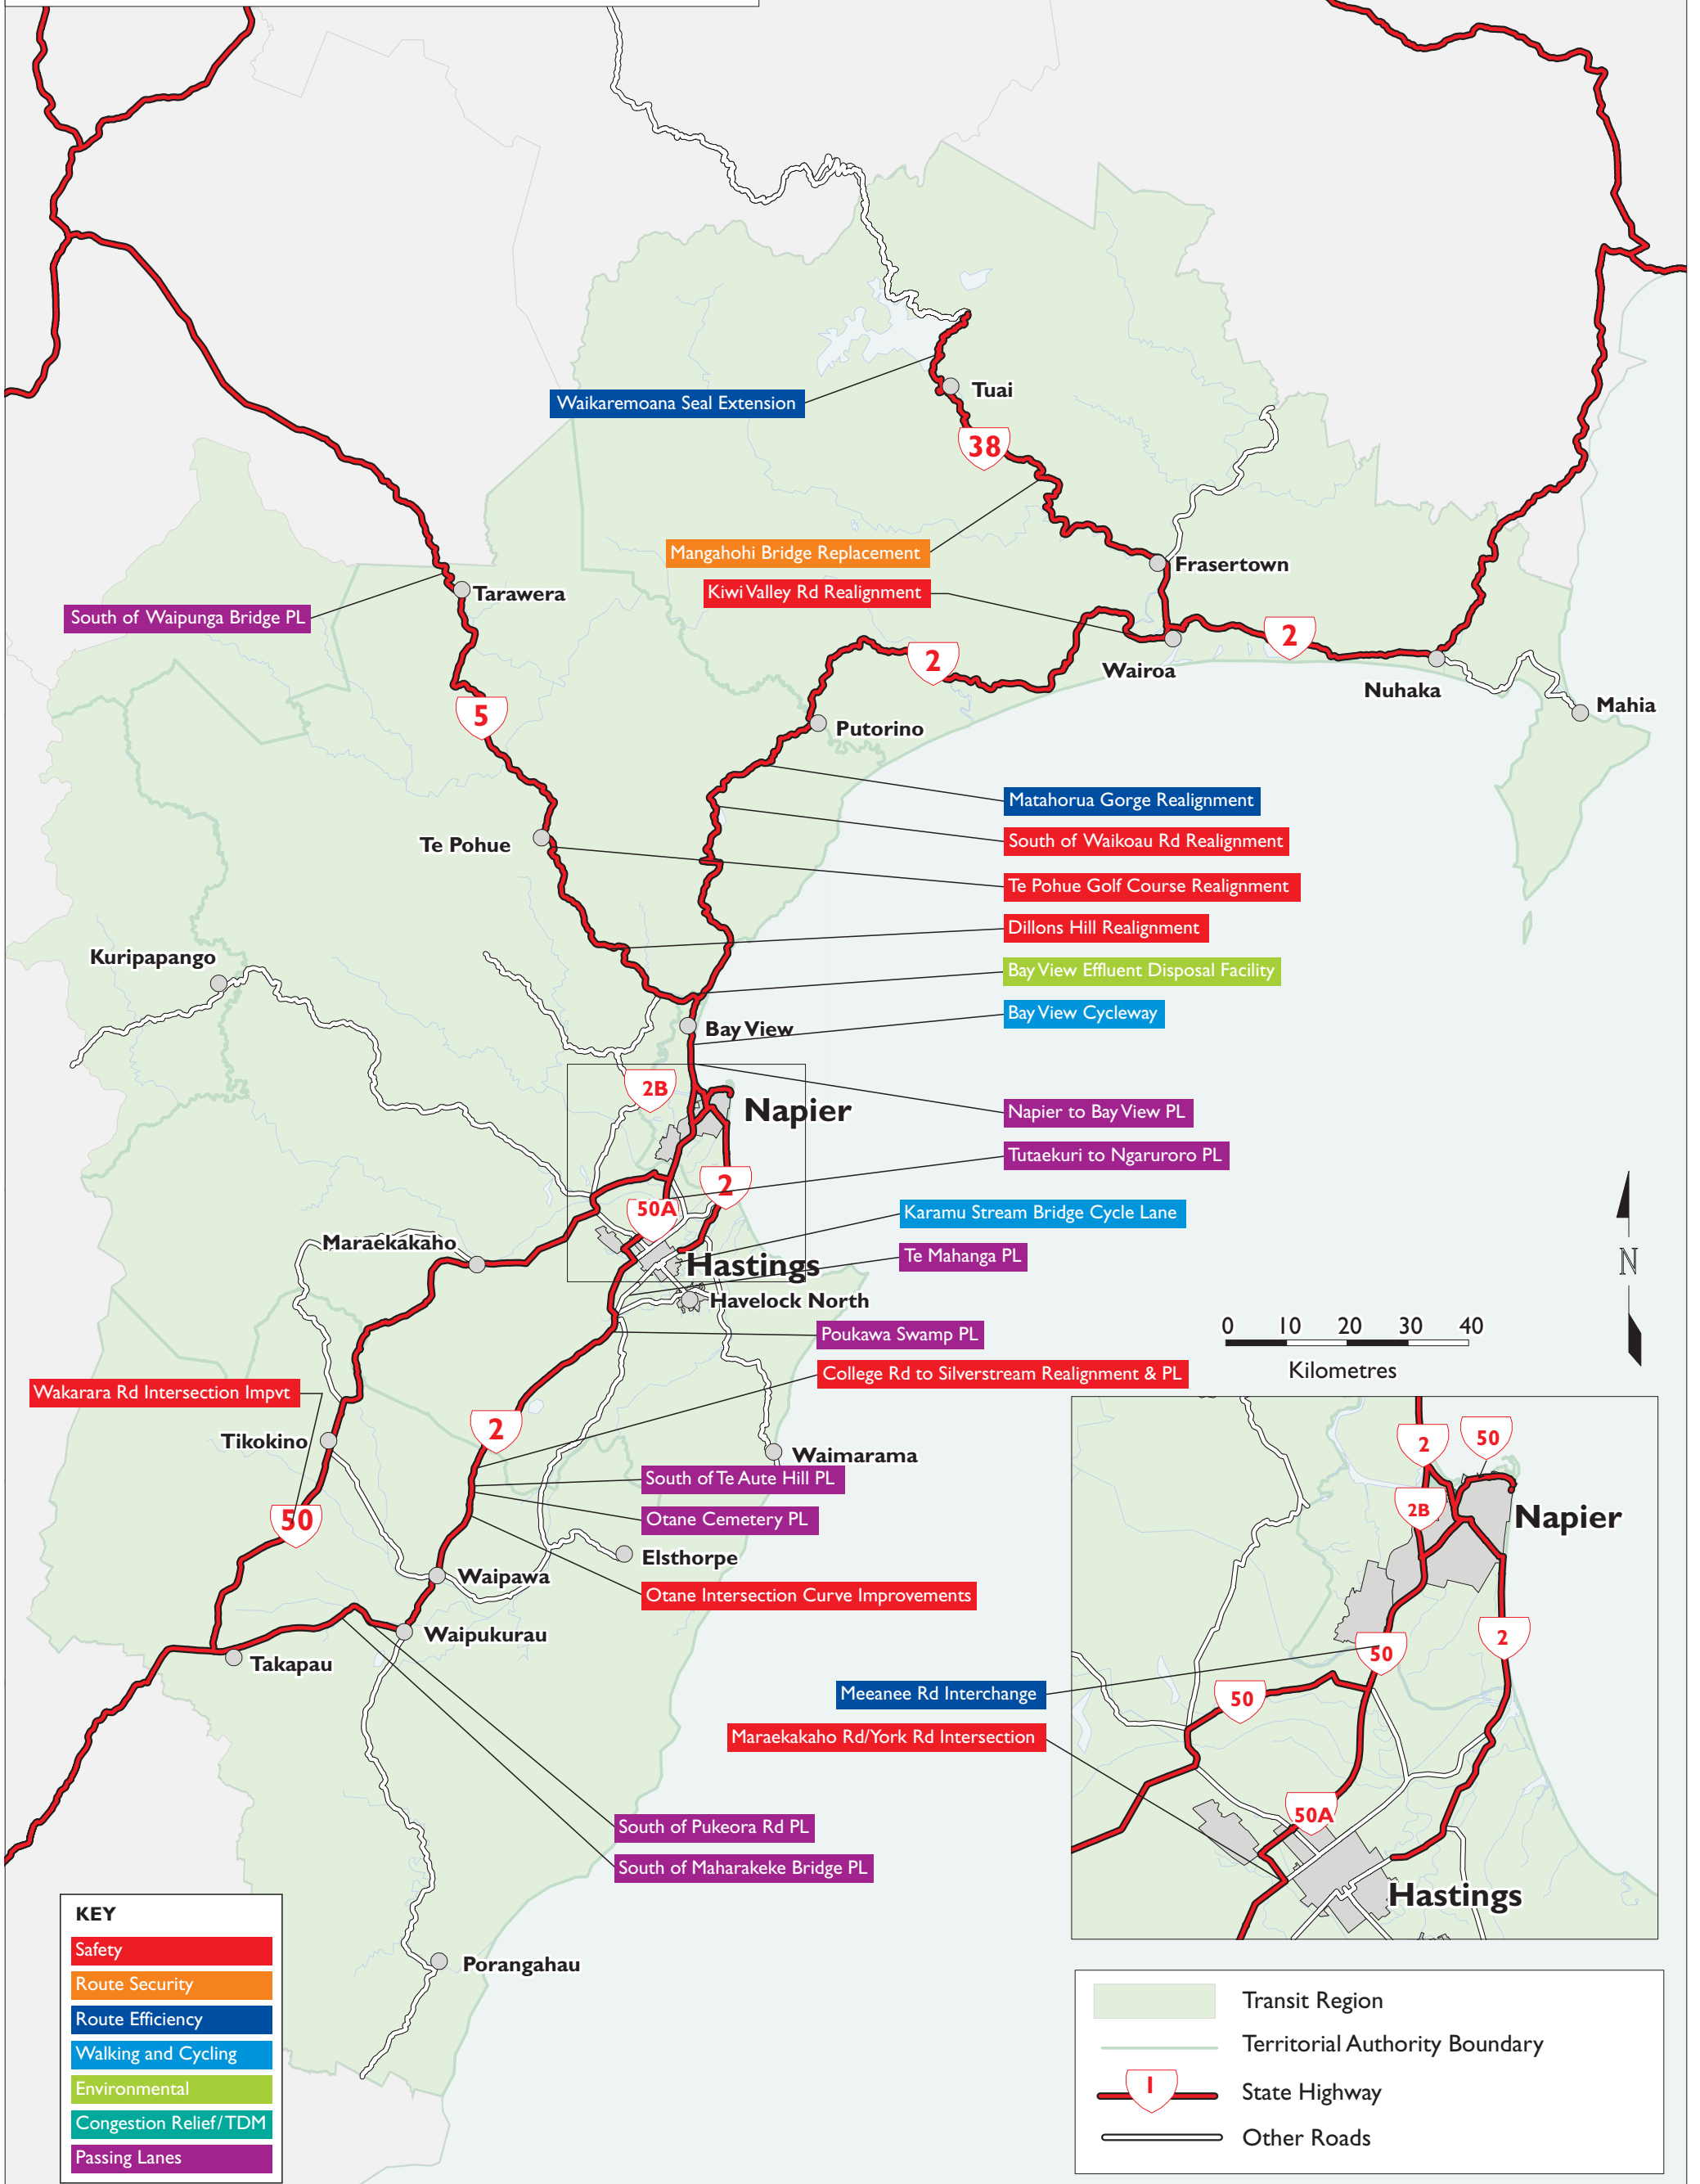 Waikaremoana Seal Extension
Tuai
38
Mangahohi Bridge Replacement
Frasertown
Kiwi Valley Rd Realignment
Tarawera
South of Waipunga Bridge PL
2
2
Wairoa
Nuhaka
Mahia
5
Putorino
Matahorua Gorge Realignment
South of Waikoau Rd Realignment
Te Pohue
Te Pohue Golf Course Realignment
Dillons Hill Realignment
Kuripapango
Bay View Effluent Disposal Facility
Bay View Cycleway
Bay View
2B
Napier
Napier to Bay View PL
Tutaekuri to Ngaruroro PL
2
50A
Karamu Stream Bridge Cycle Lane
Maraekakaho
Te Mahanga PL
Hastings
Havelock North
N
Poukawa Swamp PL
0 10 20 30 40
Kilometres
College Rd to Silverstream Realignment & PL
Wakarara Rd Intersection Impvt
2
Tikokino
Waimarama
South of Te Aute Hill PL
Otane Cemetery PL
50
Elsthorpe
Waipawa
Otane Intersection Curve Improvements
Waipukurau
Takapau
2
50
2B
Napier
2
50
50
Meeanee Rd Interchange
Maraekakaho Rd/York Rd Intersection
50A
Hastings
South of Pukeora Rd PL
South of Maharakeke Bridge PL
Porangahau
KEY
Safety
Route Security
Route Efficiency
Walking and Cycling
Environmental
Congestion Relief/TDM
Passing Lanes
Transit Region
Territorial Authority Boundary
1
State Highway
Other Roads